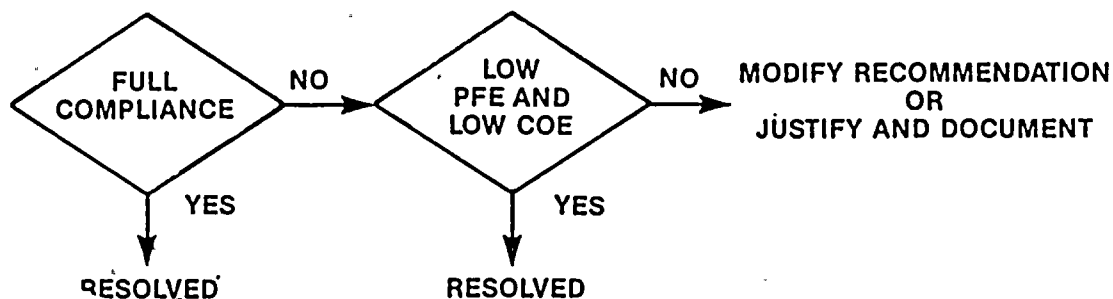 FULL
COMPLIANCE
NO
LOW
PFE AND
LOW COE
NO
MODIFY RECOMMENDATION
OR
JUSTIFY AND DOCUMENT
YES
YES
RESOLVED
RESOLVED